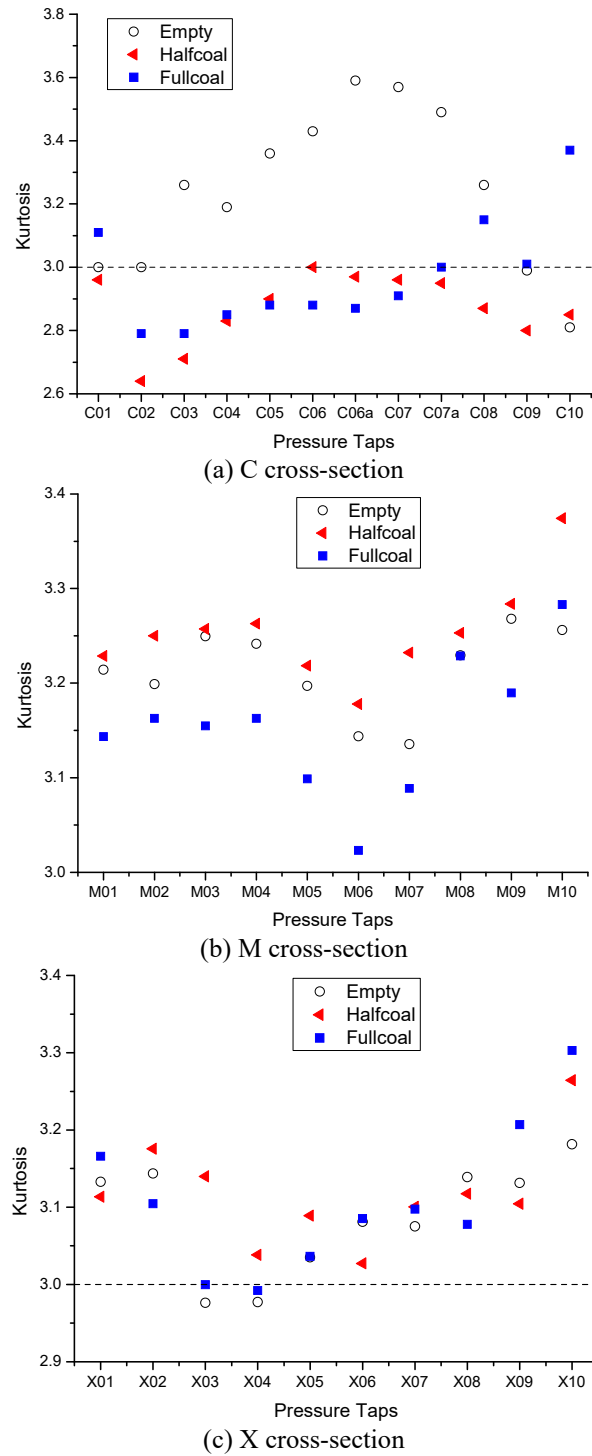 3.8
Empty
Halfcoal
Fullcoal
3.6
3.4
3.2
3.0
2.8
2.6
Kurtosis
C01 C02 C03 C04 C05 C06 C06a C07 C07a C08 C09 C10
Pressure Taps
(a) C cross-section
3.4
Empty
Halfcoal
Fullcoal
3.3
3.2
3.1
3.0
Kurtosis
M01 M02 M03 M04 M05 M06 M07 M08 M09 M10
Pressure Taps
(b) M cross-section
3.4
Empty
Halfcoal
Fullcoal
3.3
3.2
3.1
3.0
2.9
Kurtosis
X01 X02 X03 X04 X05 X06 X07 X08 X09 X10
Pressure Taps
(c) X cross-section